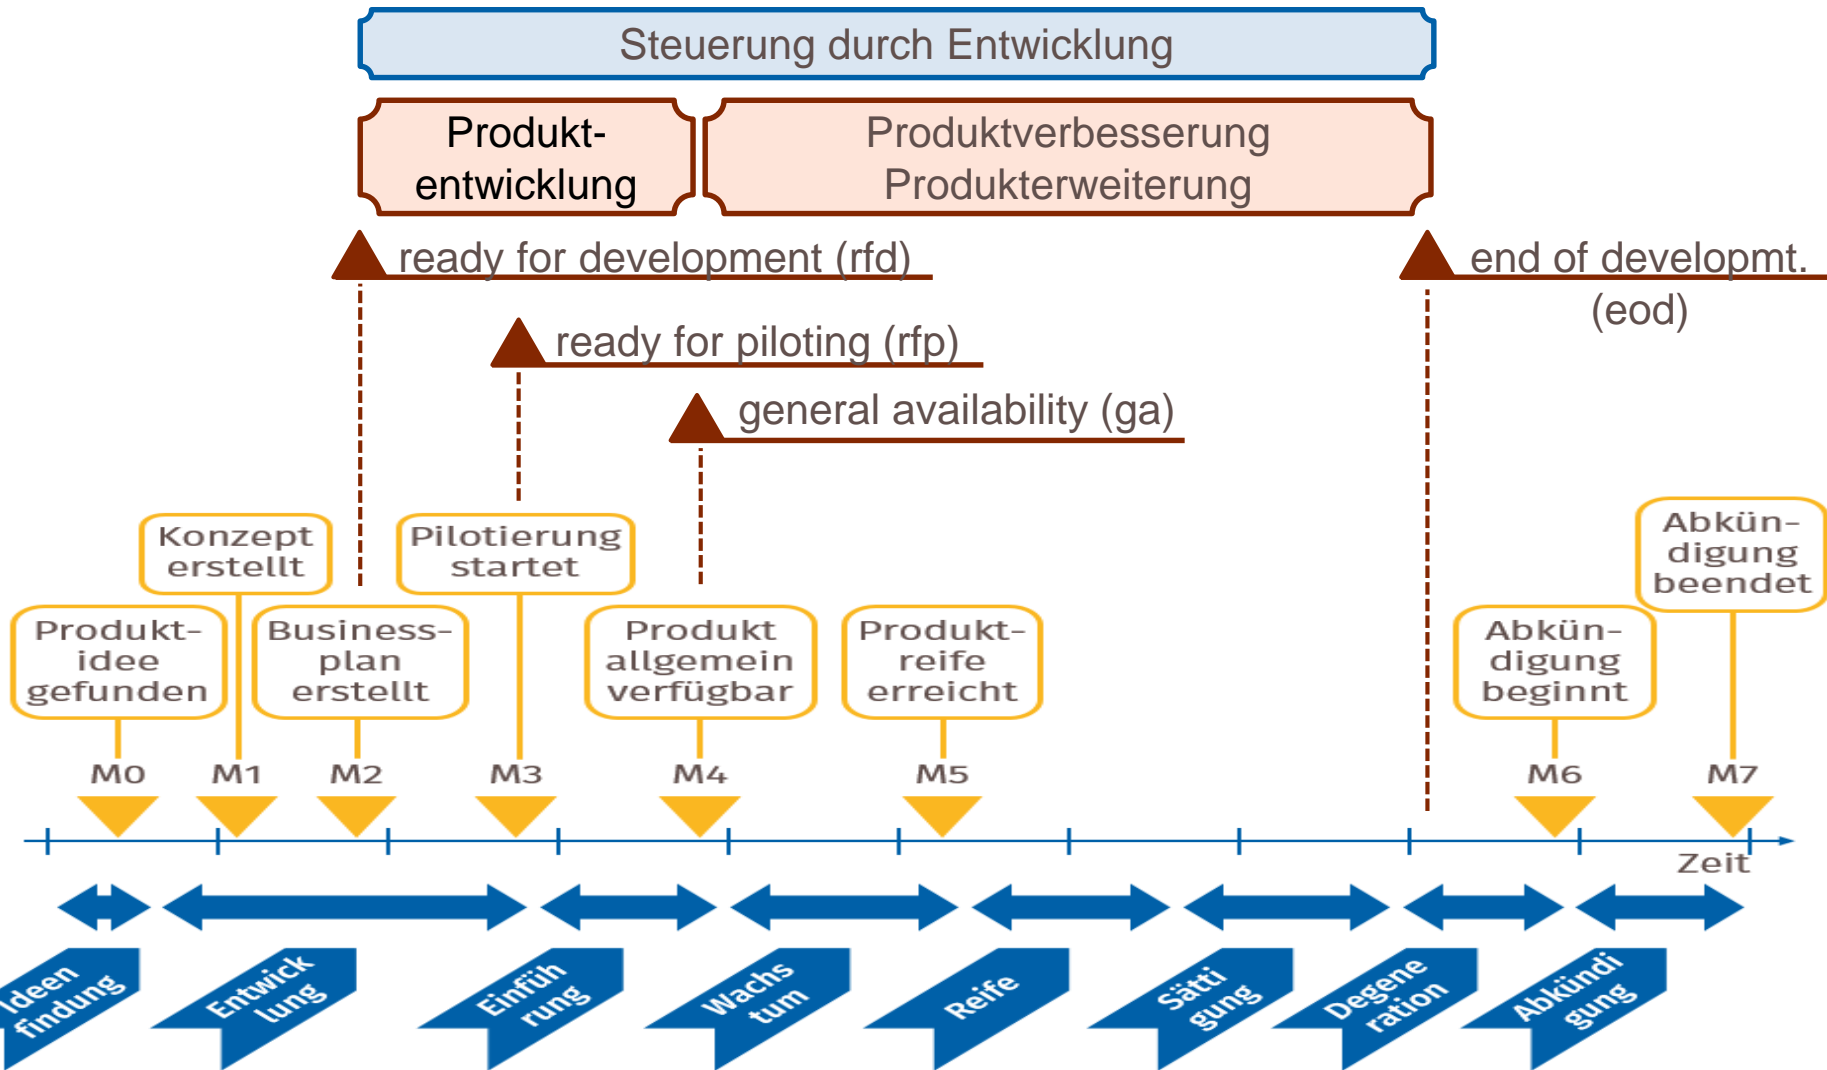 Steuerung durch Entwicklung
Produkt-
entwicklung
Produktverbesserung
Produkterweiterung
ready for development (rfd)
end of developmt.
(eod)
ready for piloting (rfp)
general availability (ga)
Konzept
erstellt
Pilotierung
startet
Abkün-
digung
beendet
Produkt-
idee
gefunden
Business-
plan
erstellt
Produkt
allgemein
verfügbar
Produkt-
reife
erreicht
Abkün-
digung
beginnt
M0
M1
M2
M3
M4
M5
M6
M7
Zeit
Ideen
findung
Entwick
lung
Einfüh
rung
Wachs
tum
Reife
Sätti
gung
Degene
ration
Abkündi
gung